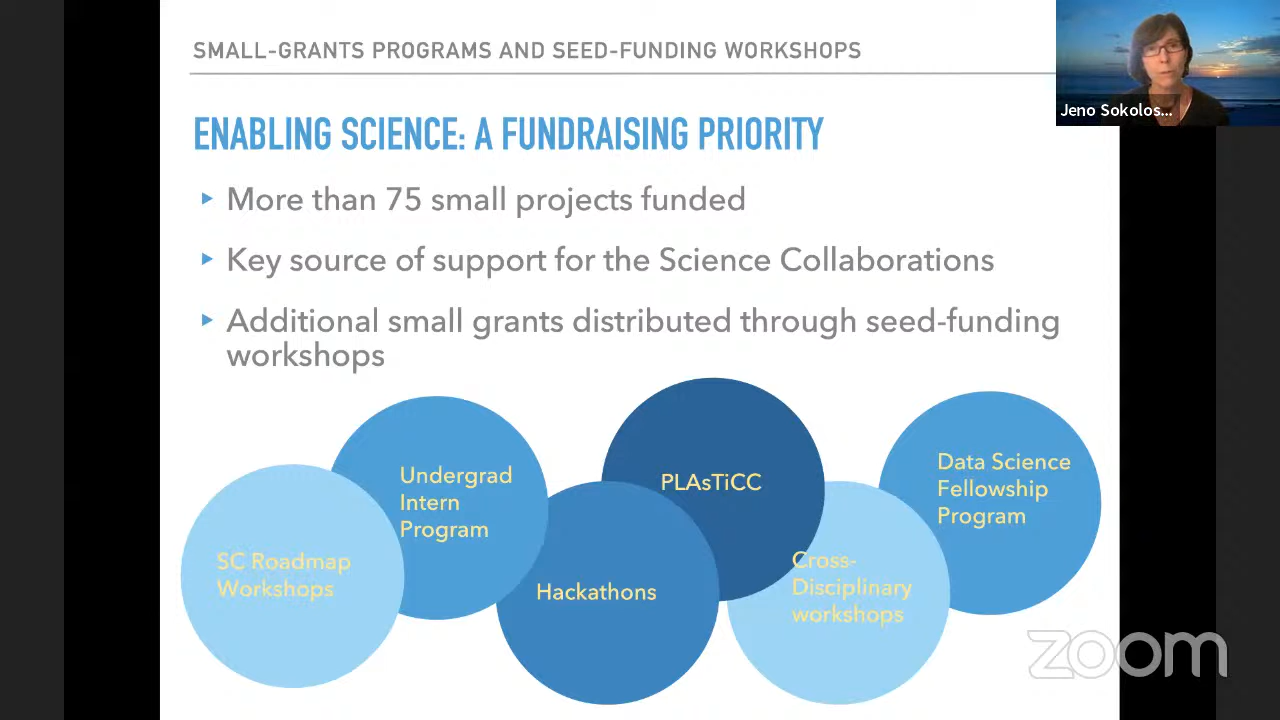 SMALL-GRANTS PROGRAMS AND SEED-FUNDING WORKSHOPS
Jeno Sokolos...
ENABLING SCIENCE: A FUNDRAISING PRIORITY
▸ More than 75 small projects funded
▸ Key source of support for the Science Collaborations
▸ Additional small grants distributed through seed-funding
workshops
SC Roadmap
Workshops
Undergrad
Intern
Program
Hackathons
PLAsTiCC
Cross-
Disciplinary
workshops
Data Science
Fellowship
Program
zoom